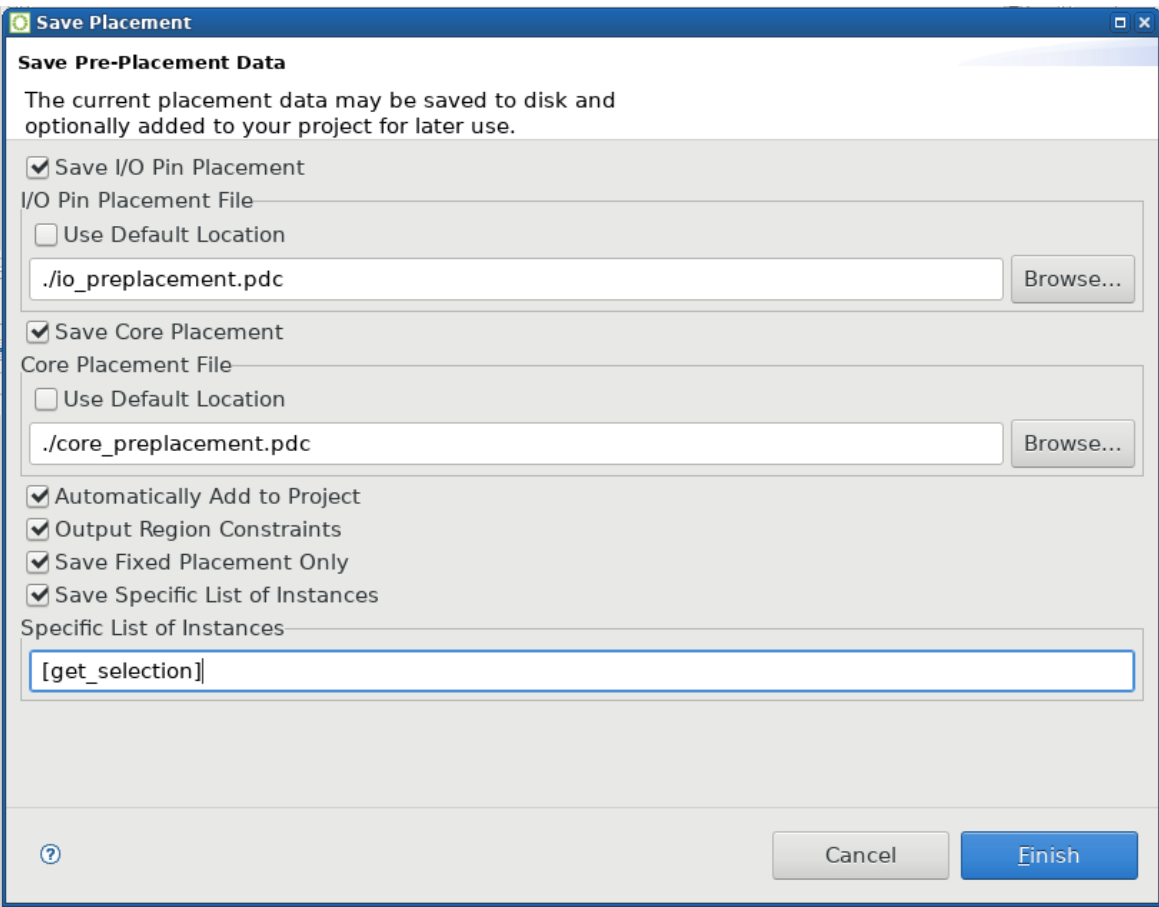 Save Placement
Save Pre-Placement Data
The current placement data may be saved to disk and
optionally added to your project for later use.
Save I/O Pin Placement
I/O Pin Placement File
Use Default Location
./io_preplacement.pdc
Browse...
Save Core Placement
Core Placement File
Use Default Location
./core_preplacement.pdc
Browse...
Automatically Add to Project
Output Region Constraints
Save Fixed Placement Only
Save Specific List of Instances
Specific List of Instances
[get_selection]
?
Cancel
Finish